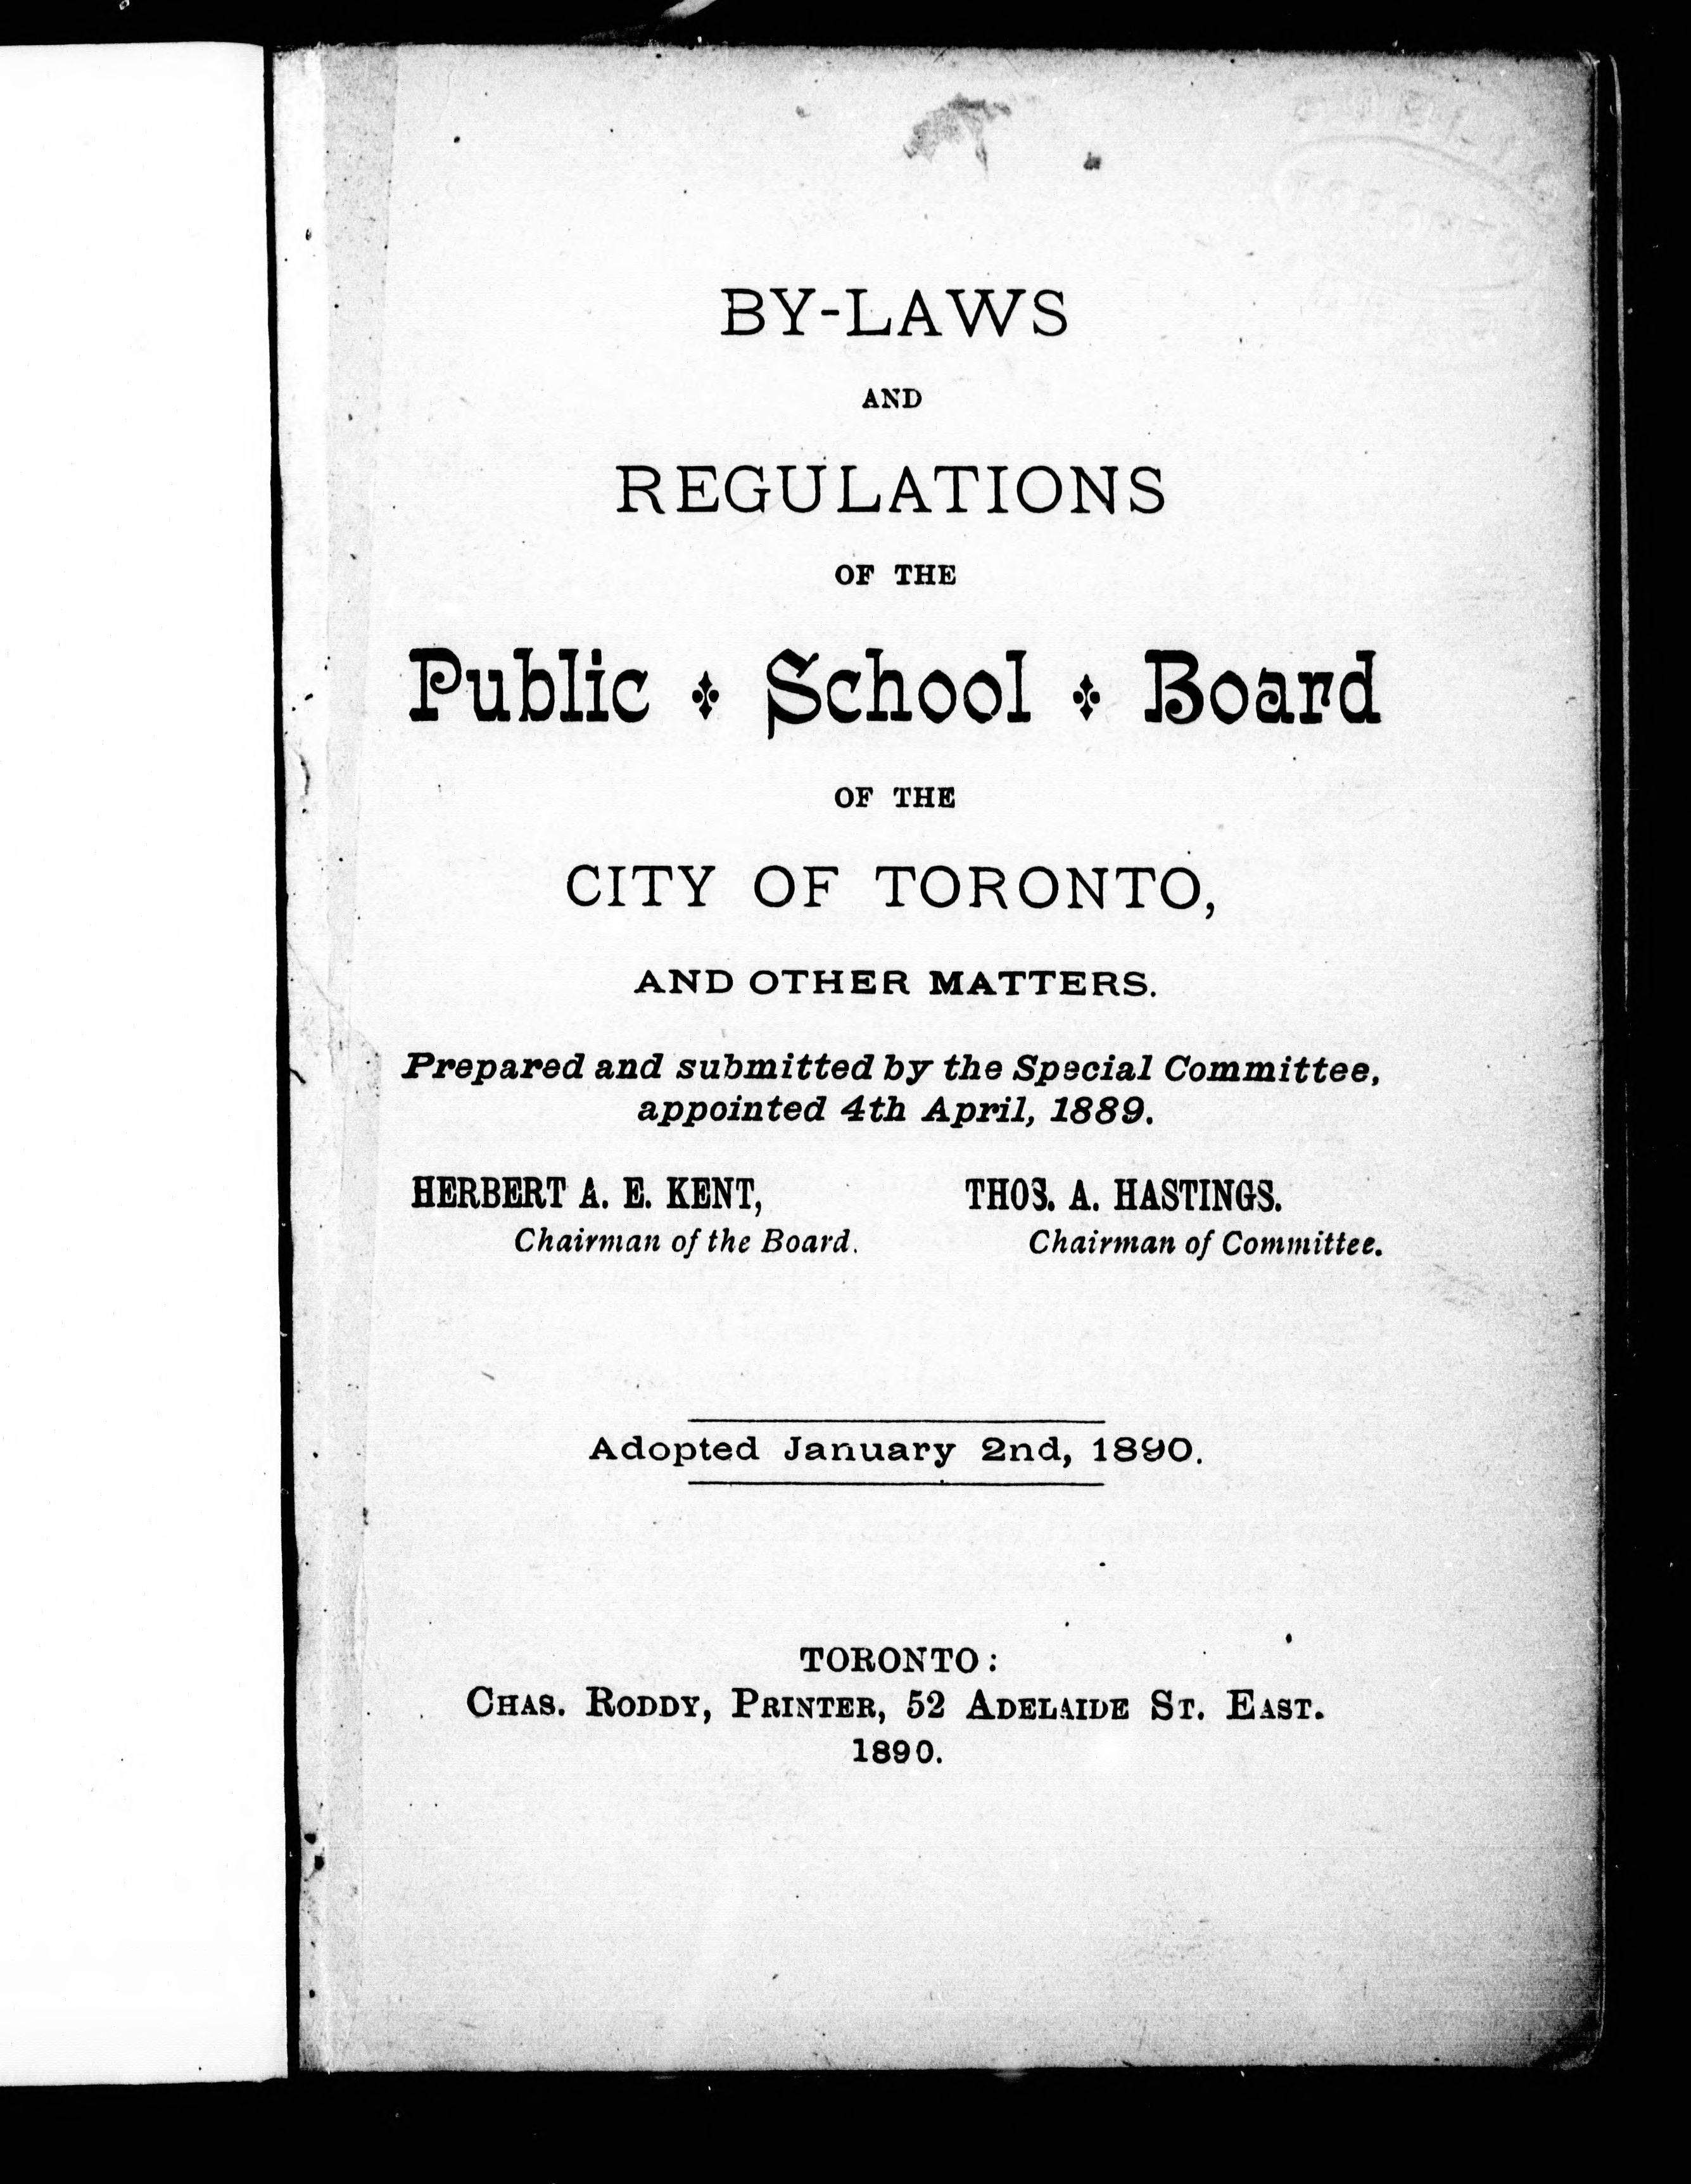 BY-LAWS
AND
REGULATIONS
OF THE
Public School Board
OF THE
CITY OF TORONTO,
AND OTHER MATTERS.
Prepared and submitted by the Special Committee,
appointed 4th April, 1889.
HERBERT A. E. KENT,
Chairman of the Board.
THOS. A. HASTINGS.
Chairman of Committee.
Adopted January 2nd, 1890.
TORONTO:
CHAS. RODDY, PRINTER, 52 ADELAIDE ST. EAST.
1890.